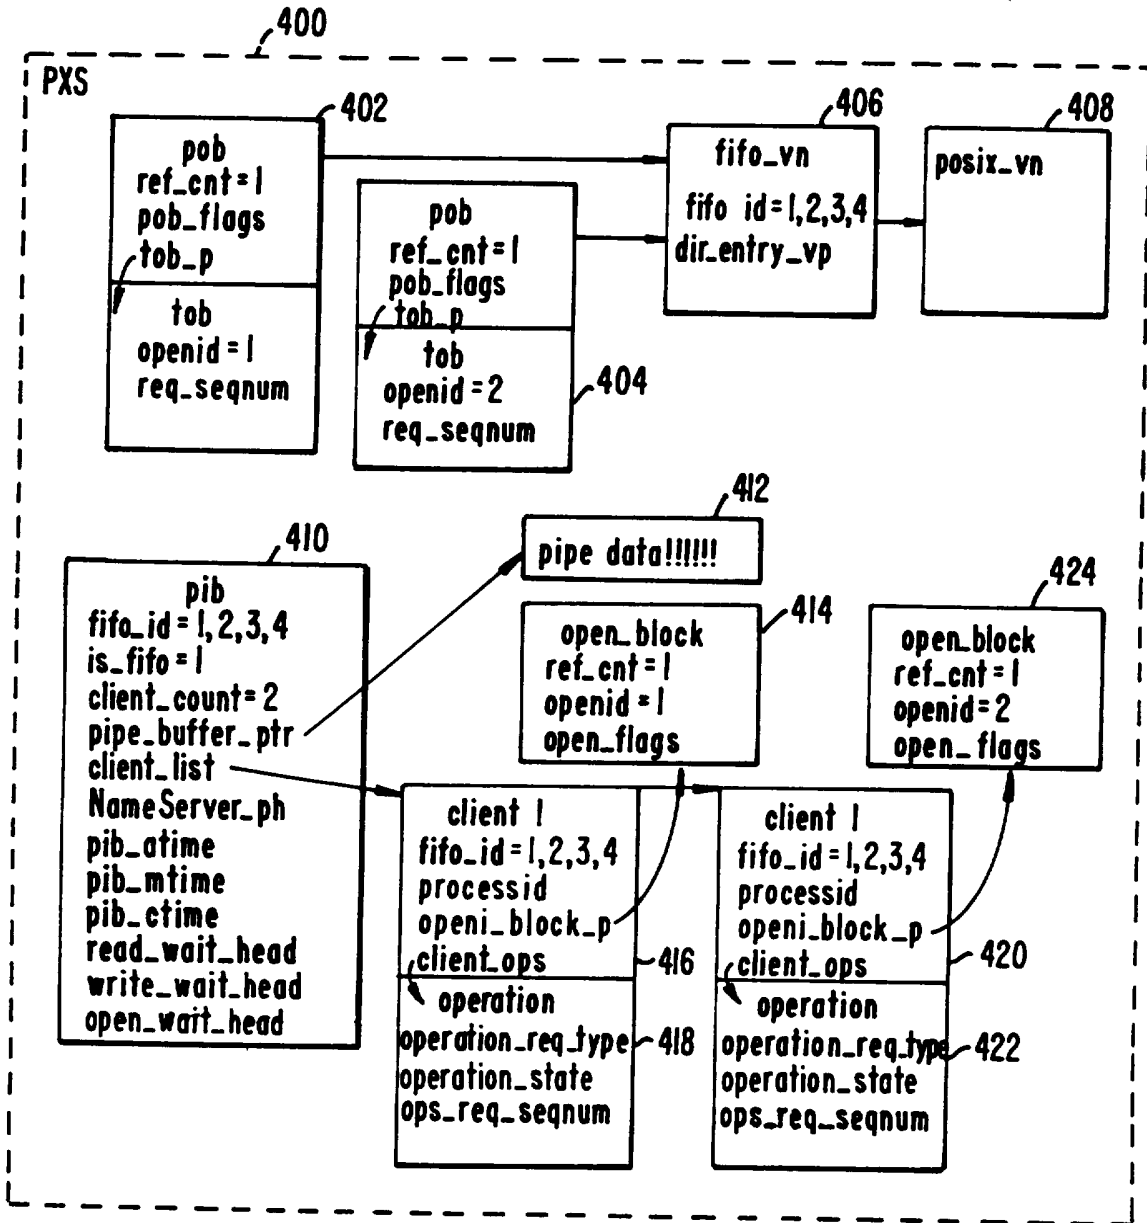 400
PXS
402
pob
ref_cnt=1
pob_flags
tob_p
tob
openid=1
req_seqnum
pob
ref_cnt=1
pob_flags
tob_p
tob
openid=2
req_seqnum
404
406
fifo_vn
fifo id=1,2,3,4
dir_entry_vp
408
posix_vn
410
pib
fifo_id=1,2,3,4
is_fifo=1
client_count=2
pipe_buffer_ptr
client_list
NameServer_ph
pib_atime
pib_mtime
pib_ctime
read_wait_head
write_wait_head
open_wait_head
412
pipe data!!!!!!
414
open_block
ref_cnt=1
openid=1
open_flags
424
open_block
ref_cnt=1
openid=2
open_flags
client 1
fifo_id=1,2,3,4
processid
openi_block_p
client_ops
416
operation
operation_req_type
418
operation_state
ops_req_seqnum
client 1
fifo_id=1,2,3,4
processid
openi_block_p
client_ops
420
operation
operation_req_type
422
operation_state
ops_req_seqnum